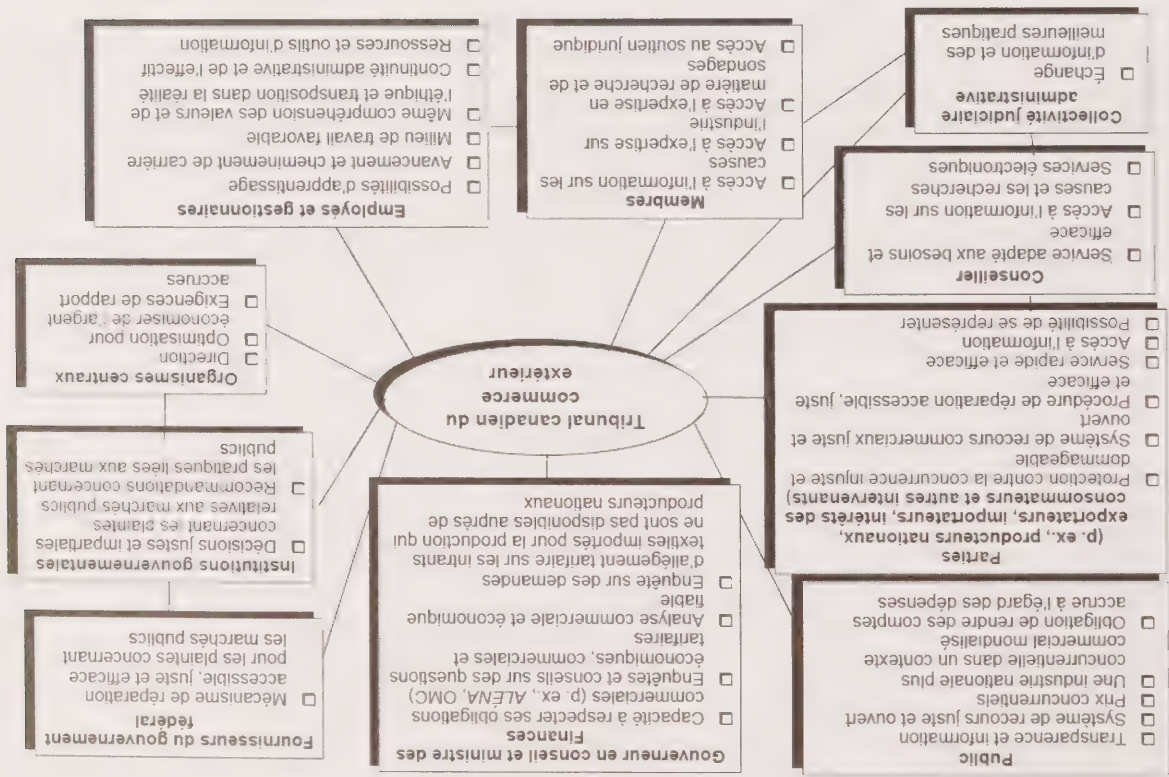 Public
❑ Transparence et information
❑ Système de recours juste et ouvert
❑ Prix concurrentiels
❑ Une industrie nationale plus
concurrentielle dans un contexte
commercial mondialisé
❑ Obligation de rendre des comptes
accrue à l'égard des dépenses
Gouverneur en conseil et ministre des
Finances
❑ Capacité à respecter ses obligations
commerciales (p. ex., ALÉNA, OMC)
❑ Enquêtes et conseils sur des questions
économiques, commerciales et
tarifaires
❑ Analyse commerciale et économique
fiable
❑ Enquête sur des demandes
d'allégement tarifaire sur les intrants
textiles importés pour la production qui
ne sont pas disponibles auprès de
producteurs nationaux
Fournisseurs du gouvernement
fédéral
❑ Mécanisme de réparation
accessible, juste et efficace
pour les plaintes concernant
les marchés publics
Parties
(p. ex., producteurs nationaux,
exportateurs, importateurs, intérêts des
consommateurs et autres intervenants)
❑ Protection contre la concurrence injuste et
dommageable
❑ Système de recours commerciaux juste et
ouvert
❑ Procédure de réparation accessible, juste
et efficace
❑ Service rapide et efficace
❑ Accès à l'information
❑ Possibilité de se représenter
Tribunal canadien du
commerce
extérieur
Institutions gouvernementales
❑ Décisions justes et impartiales
concernant les plaintes
relatives aux marchés publics
❑ Recommandations concernant
les pratiques liées aux marchés
publics
Organismes centraux
❑ Direction
❑ Optimisation pour
économiser de l'argent
❑ Exigences de rapport
accrues
Conseiller
❑ Service adapté aux besoins et
efficace
❑ Accès à l'information sur les
causes et les recherches
❑ Services électroniques
Collectivité judiciaire
administrative
❑ Échange
d'information et des
meilleures pratiques
Membres
❑ Accès à l'information sur les
causes
❑ Accès à l'expertise sur
l'industrie
❑ Accès à l'expertise en
matière de recherche et de
sondages
❑ Accès au soutien juridique
Employés et gestionnaires
❑ Possibilités d'apprentissage
❑ Avancement et cheminement de carrière
❑ Milieu de travail favorable
❑ Même compréhension des valeurs et de
l'éthique et transposition dans la réalité
❑ Continuité administrative et de l'effectif
❑ Ressources et outils d'information